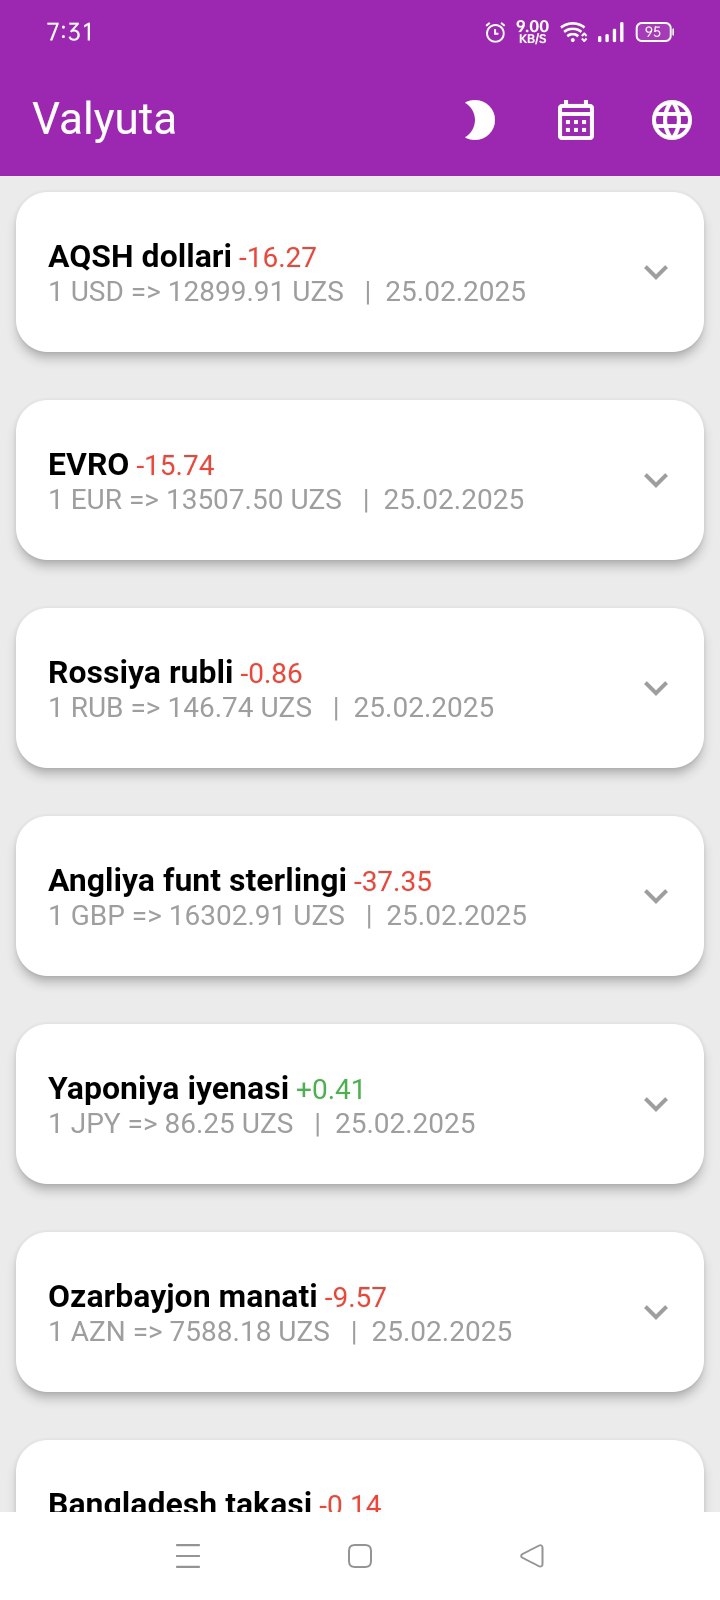 7:31
9.00
KB/S
95
Valyuta
AQSH dollari -16.27
1 USD => 12899.91 UZS | 25.02.2025
EVRO -15.74
1 EUR => 13507.50 UZS | 25.02.2025
Rossiya rubli -0.86
1 RUB => 146.74 UZS | 25.02.2025
Angliya funt sterlingi -37.35
1 GBP => 16302.91 UZS | 25.02.2025
Yaponiya iyenasi +0.41
1 JPY => 86.25 UZS | 25.02.2025
Ozarbayjon manati -9.57
1 AZN => 7588.18 UZS | 25.02.2025
Bangladesh takasi -0.14